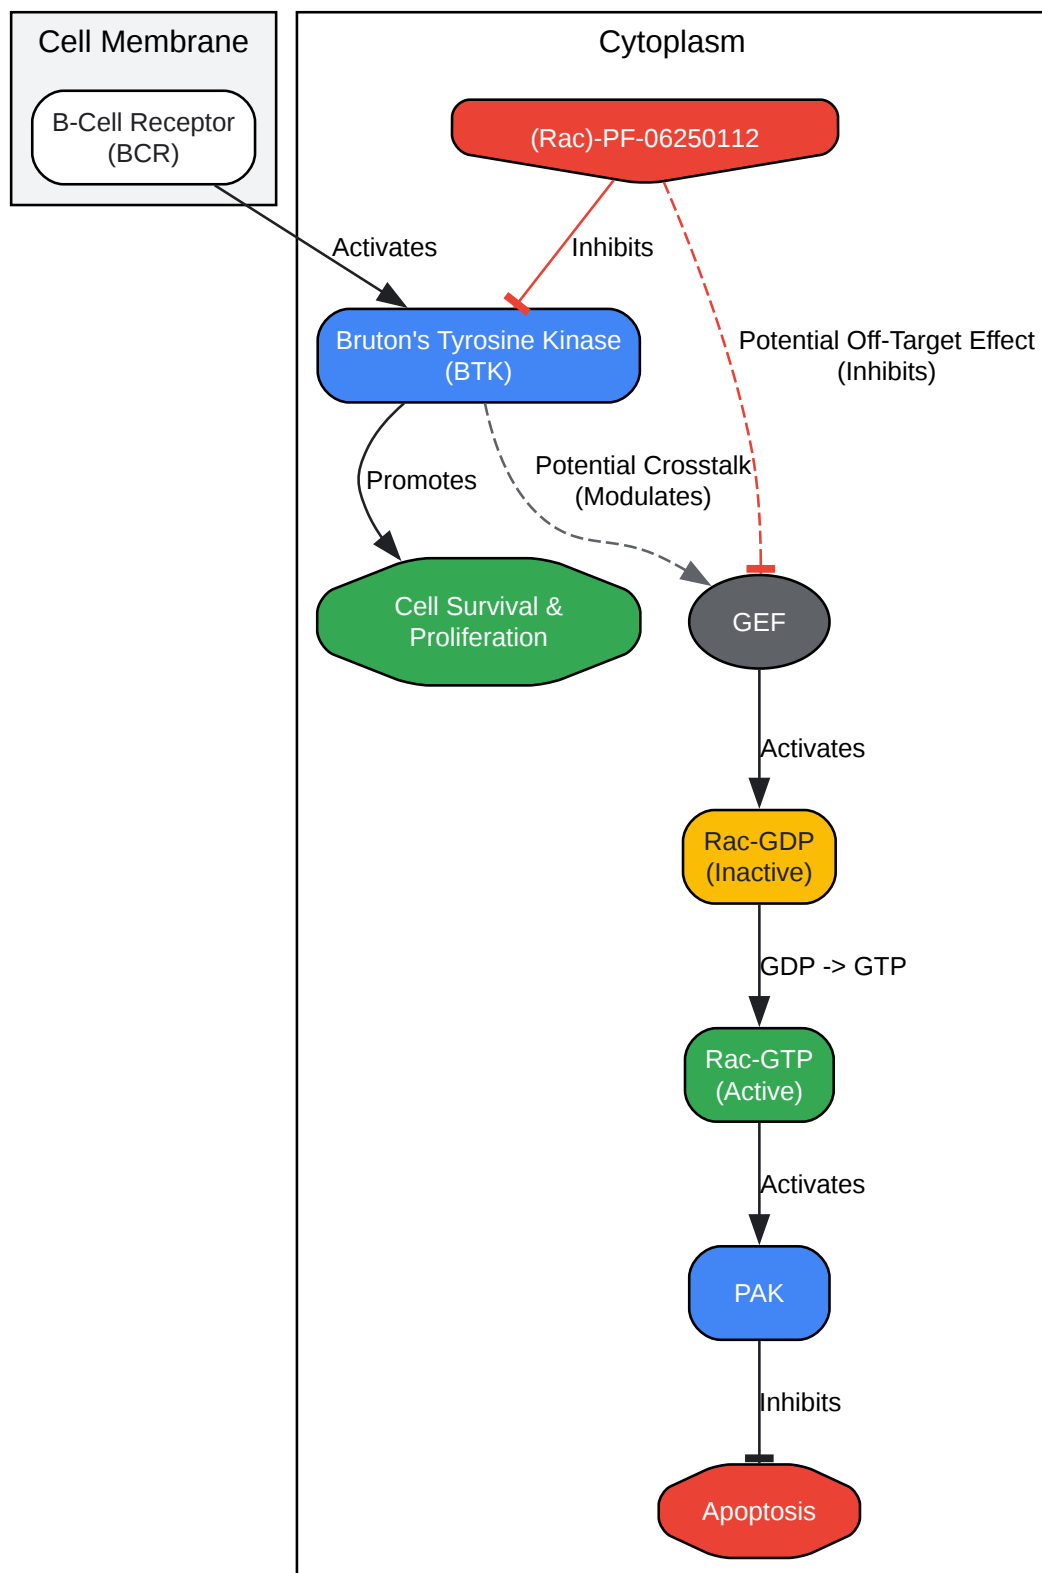 Cell Membrane
Cytoplasm
B-Cell Receptor
(BCR)
(Rac)-PF-06250112
Activates
Inhibits
Bruton's Tyrosine Kinase
(BTK)
Potential Off-Target Effect
(Inhibits)
Promotes
Potential Crosstalk
(Modulates)
Cell Survival &
Proliferation
GEF
Activates
Rac-GDP
(Inactive)
GDP -> GTP
Rac-GTP
(Active)
Activates
PAK
Inhibits
Apoptosis